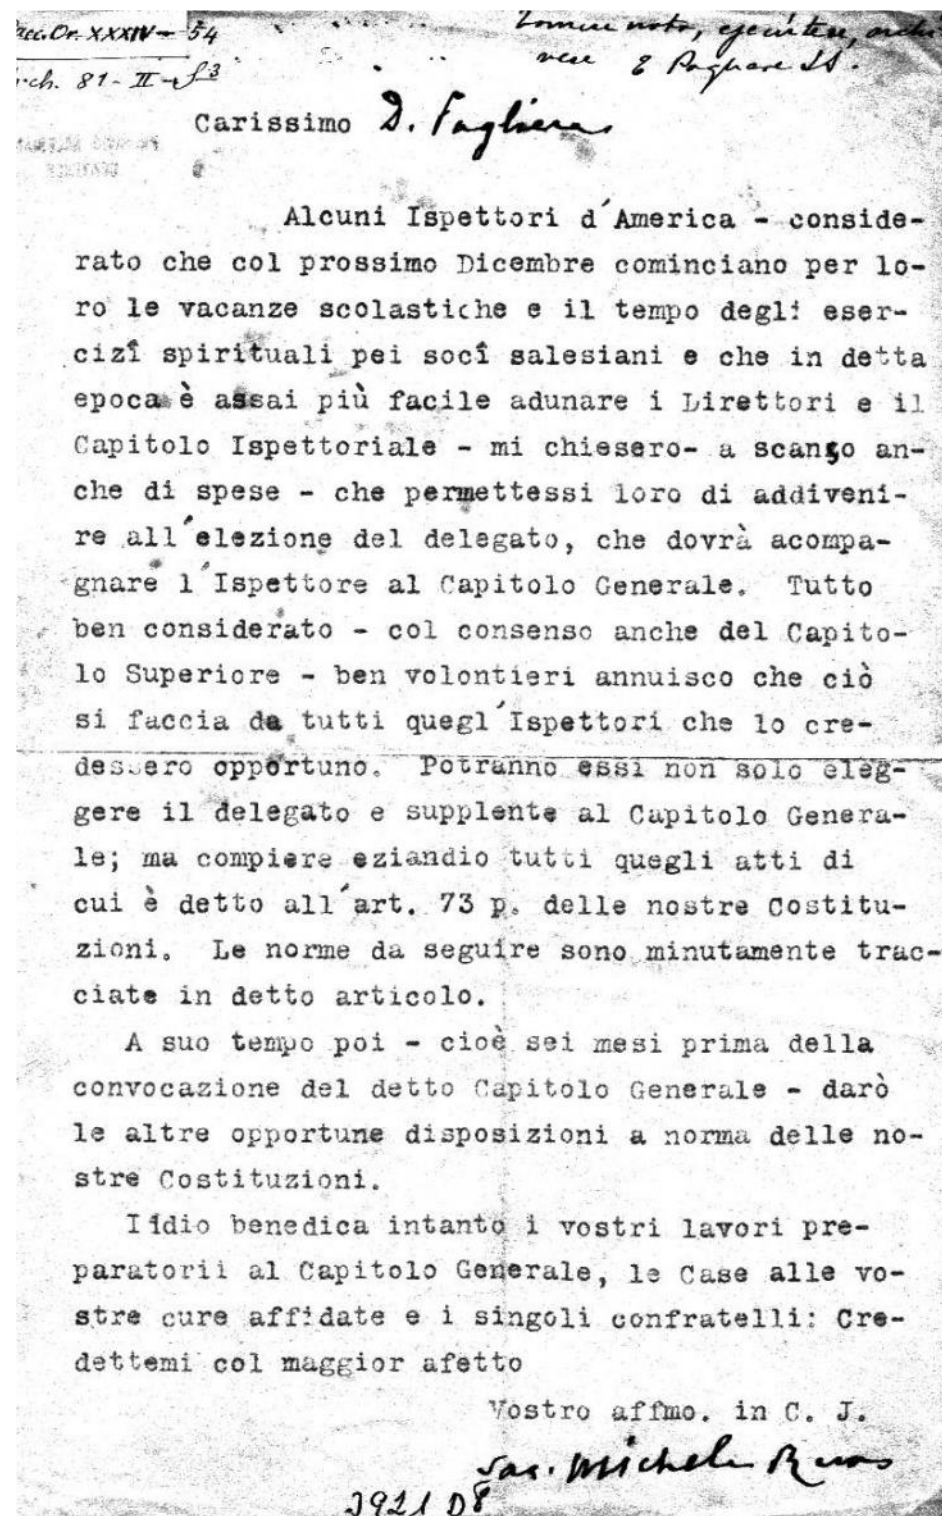 Racc. Or. XXXIV - 54
Arch. 81 - II - f3
nota,
E Pagliere
Carissimo D. Pagliere
Alcuni Ispettori d´America - conside-
rato che col prossimo Dicembre cominciano per lo-
ro le vacanze scolastiche e il tempo degli eser-
cizî spirituali pei socî salesiani e che in detta
epoca è assai più facile adunare i Lirettori e il
Capitolo Ispettoriale - mi chiesero- a scanso an-
che di spese - che permettessi loro di addiveni-
re all´elezione del delegato, che dovrà acompa-
gnare l´Ispettore al Capitolo Generale. Tutto
ben considerato - col consenso anche del Capito-
lo Superiore - ben volontieri annuisco che ciò
si faccia da tutti quegl´Ispettori che lo cre-
dessero opportuno. Potranno essi non solo eleg-
gere il delegato e supplente al Capitolo Genera-
le; ma compiere eziandio tutti quegli atti di
cui è detto all´art. 73 p. delle nostre Costitu-
zioni. Le norme da seguire sono minutamente trac-
ciate in detto articolo.
A suo tempo poi - cioè sei mesi prima della
convocazione del detto Capitolo Generale - darò
le altre opportune disposizioni a norma delle no-
stre Costituzioni.
Iddio benedica intanto i vostri lavori pre-
paratorii al Capitolo Generale, le Case alle vo-
stre cure affidate e i singoli confratelli: Cre-
dettemi col maggior afetto
Vostro affmo. in C. J.
Sac. Michele Rua
3921 D8